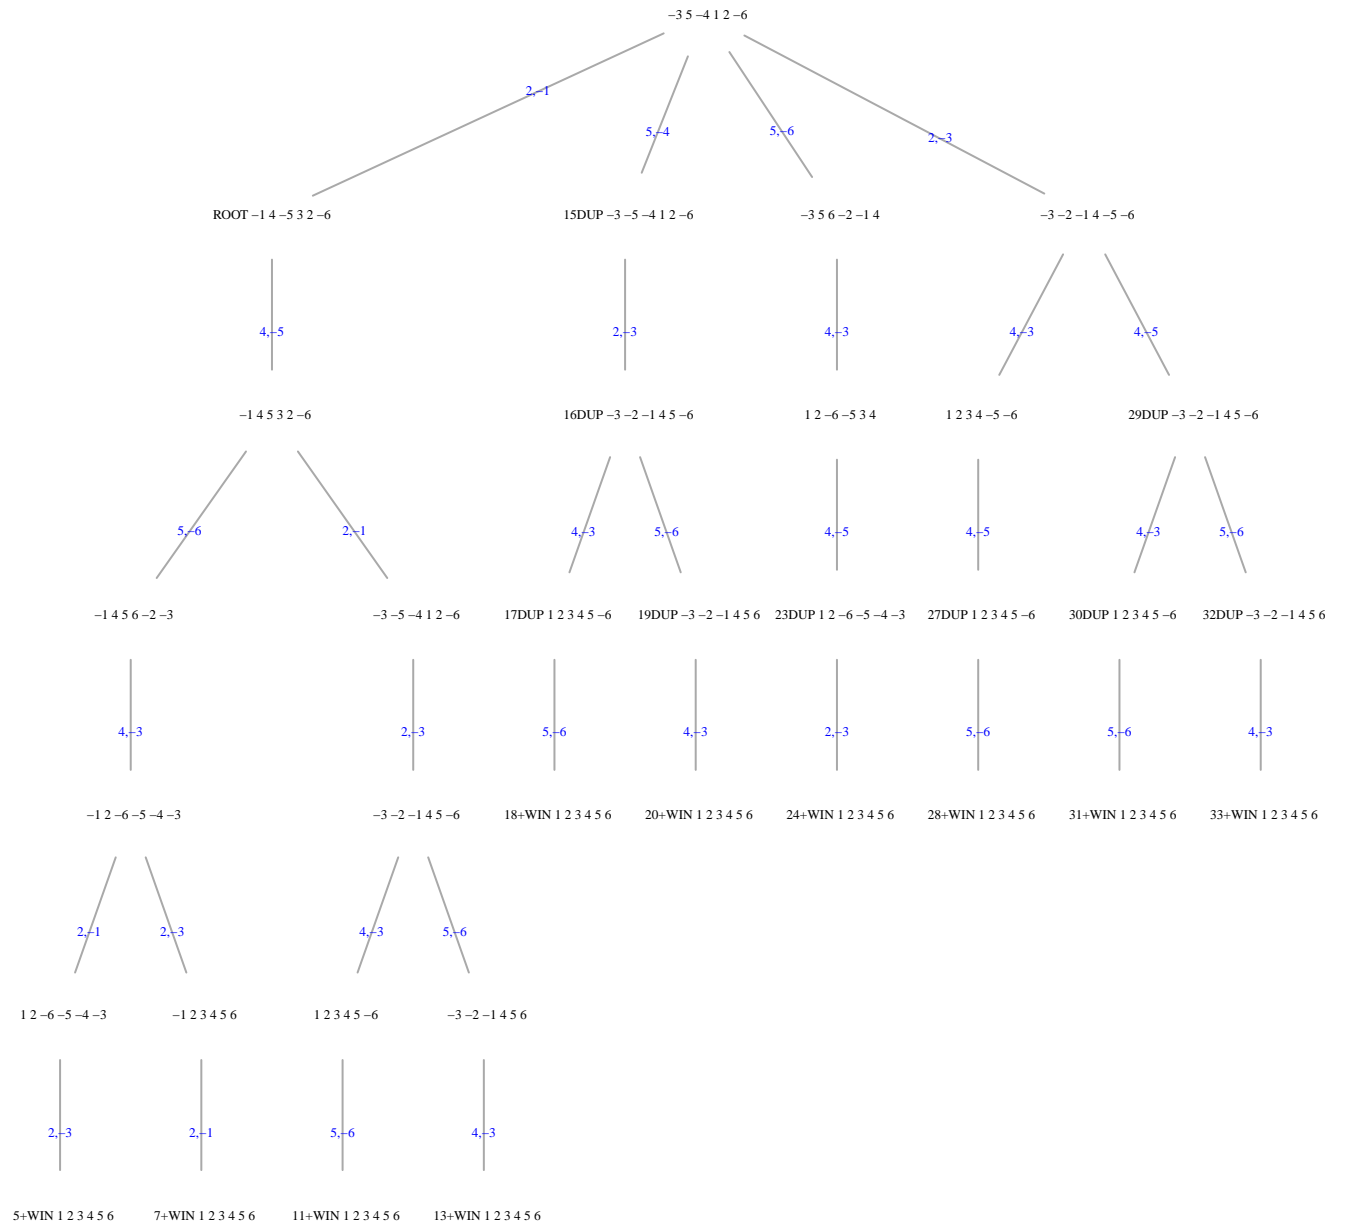 −3 5 −4 1 2 −6
2,−1
5,−4
5,−6
2,−3
ROOT −1 4 −5 3 2 −6
15DUP −3 −5 −4 1 2 −6
−3 5 6 −2 −1 4
−3 −2 −1 4 −5 −6
4,−5
2,−3
4,−3
4,−3
4,−5
−1 4 5 3 2 −6
16DUP −3 −2 −1 4 5 −6
1 2 −6 −5 3 4
1 2 3 4 −5 −6
29DUP −3 −2 −1 4 5 −6
5,−6
2,−1
4,−3
5,−6
4,−5
4,−5
4,−3
5,−6
−1 4 5 6 −2 −3
−3 −5 −4 1 2 −6
17DUP 1 2 3 4 5 −6
19DUP −3 −2 −1 4 5 6
23DUP 1 2 −6 −5 −4 −3
27DUP 1 2 3 4 5 −6
30DUP 1 2 3 4 5 −6
32DUP −3 −2 −1 4 5 6
4,−3
2,−3
5,−6
4,−3
2,−3
5,−6
5,−6
4,−3
−1 2 −6 −5 −4 −3
−3 −2 −1 4 5 −6
18+WIN 1 2 3 4 5 6
20+WIN 1 2 3 4 5 6
24+WIN 1 2 3 4 5 6
28+WIN 1 2 3 4 5 6
31+WIN 1 2 3 4 5 6
33+WIN 1 2 3 4 5 6
2,−1
2,−3
4,−3
5,−6
1 2 −6 −5 −4 −3
−1 2 3 4 5 6
1 2 3 4 5 −6
−3 −2 −1 4 5 6
2,−3
2,−1
5,−6
4,−3
5+WIN 1 2 3 4 5 6
7+WIN 1 2 3 4 5 6
11+WIN 1 2 3 4 5 6
13+WIN 1 2 3 4 5 6